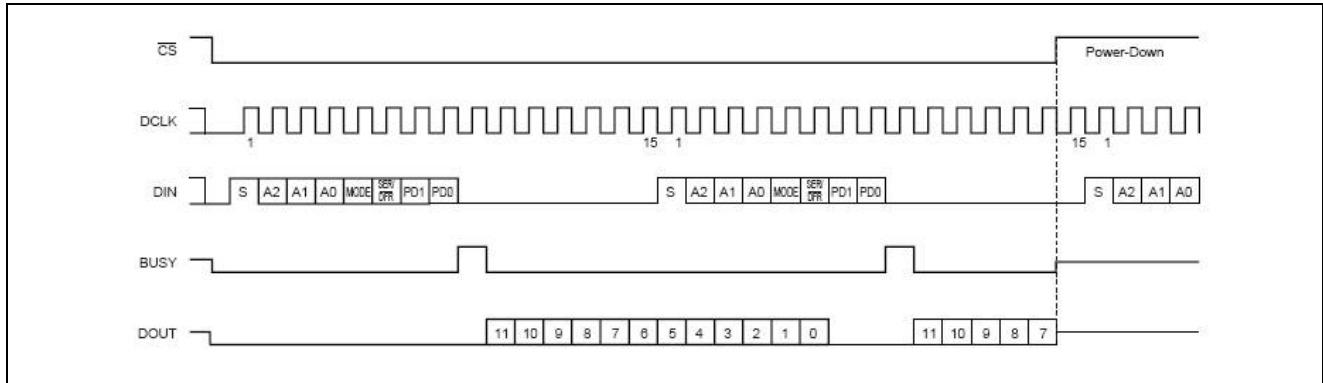 CS Power-Down
DCLK
1 15 1 15 1
DIN S A2 A1 A0 MODE SER/DFR PD1 PD0 S A2 A1 A0 MODE SER/DFR PD1 PD0 S A2 A1 A0
BUSY
DOUT 11 10 9 8 7 6 5 4 3 2 1 0 11 10 9 8 7